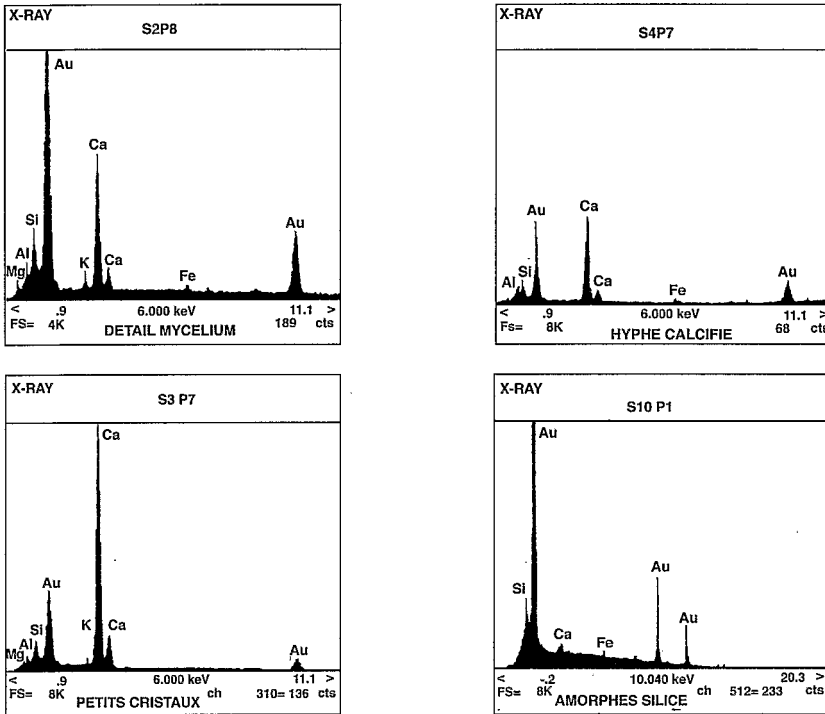 X-RAY
S2P8
Au
Ca
Si
Au
Al
K
Ca
Mg
Fe
< .9 6.000 keV 11.1 >
FS= 4K 189 cts
DETAIL MYCELIUM
X-RAY
S4P7
Au
Ca
Si
Al
Ca
Fe
Au
< .9 6.000 keV 11.1 >
Fs= 8K 68 cts
HYPHE CALCIFIE
X-RAY
S3 P7
Ca
Au
Si
K
Ca
Al
Mg
Au
< .9 6.000 keV 11.1 >
FS= 8K ch 310= 136 cts
PETITS CRISTAUX
X-RAY
S10 P1
Au
Si
Au
Au
Ca
Fe
< -.2 10.040 keV 20.3 >
FS= 8K ch 512= 233 cts
AMORPHES SILICE